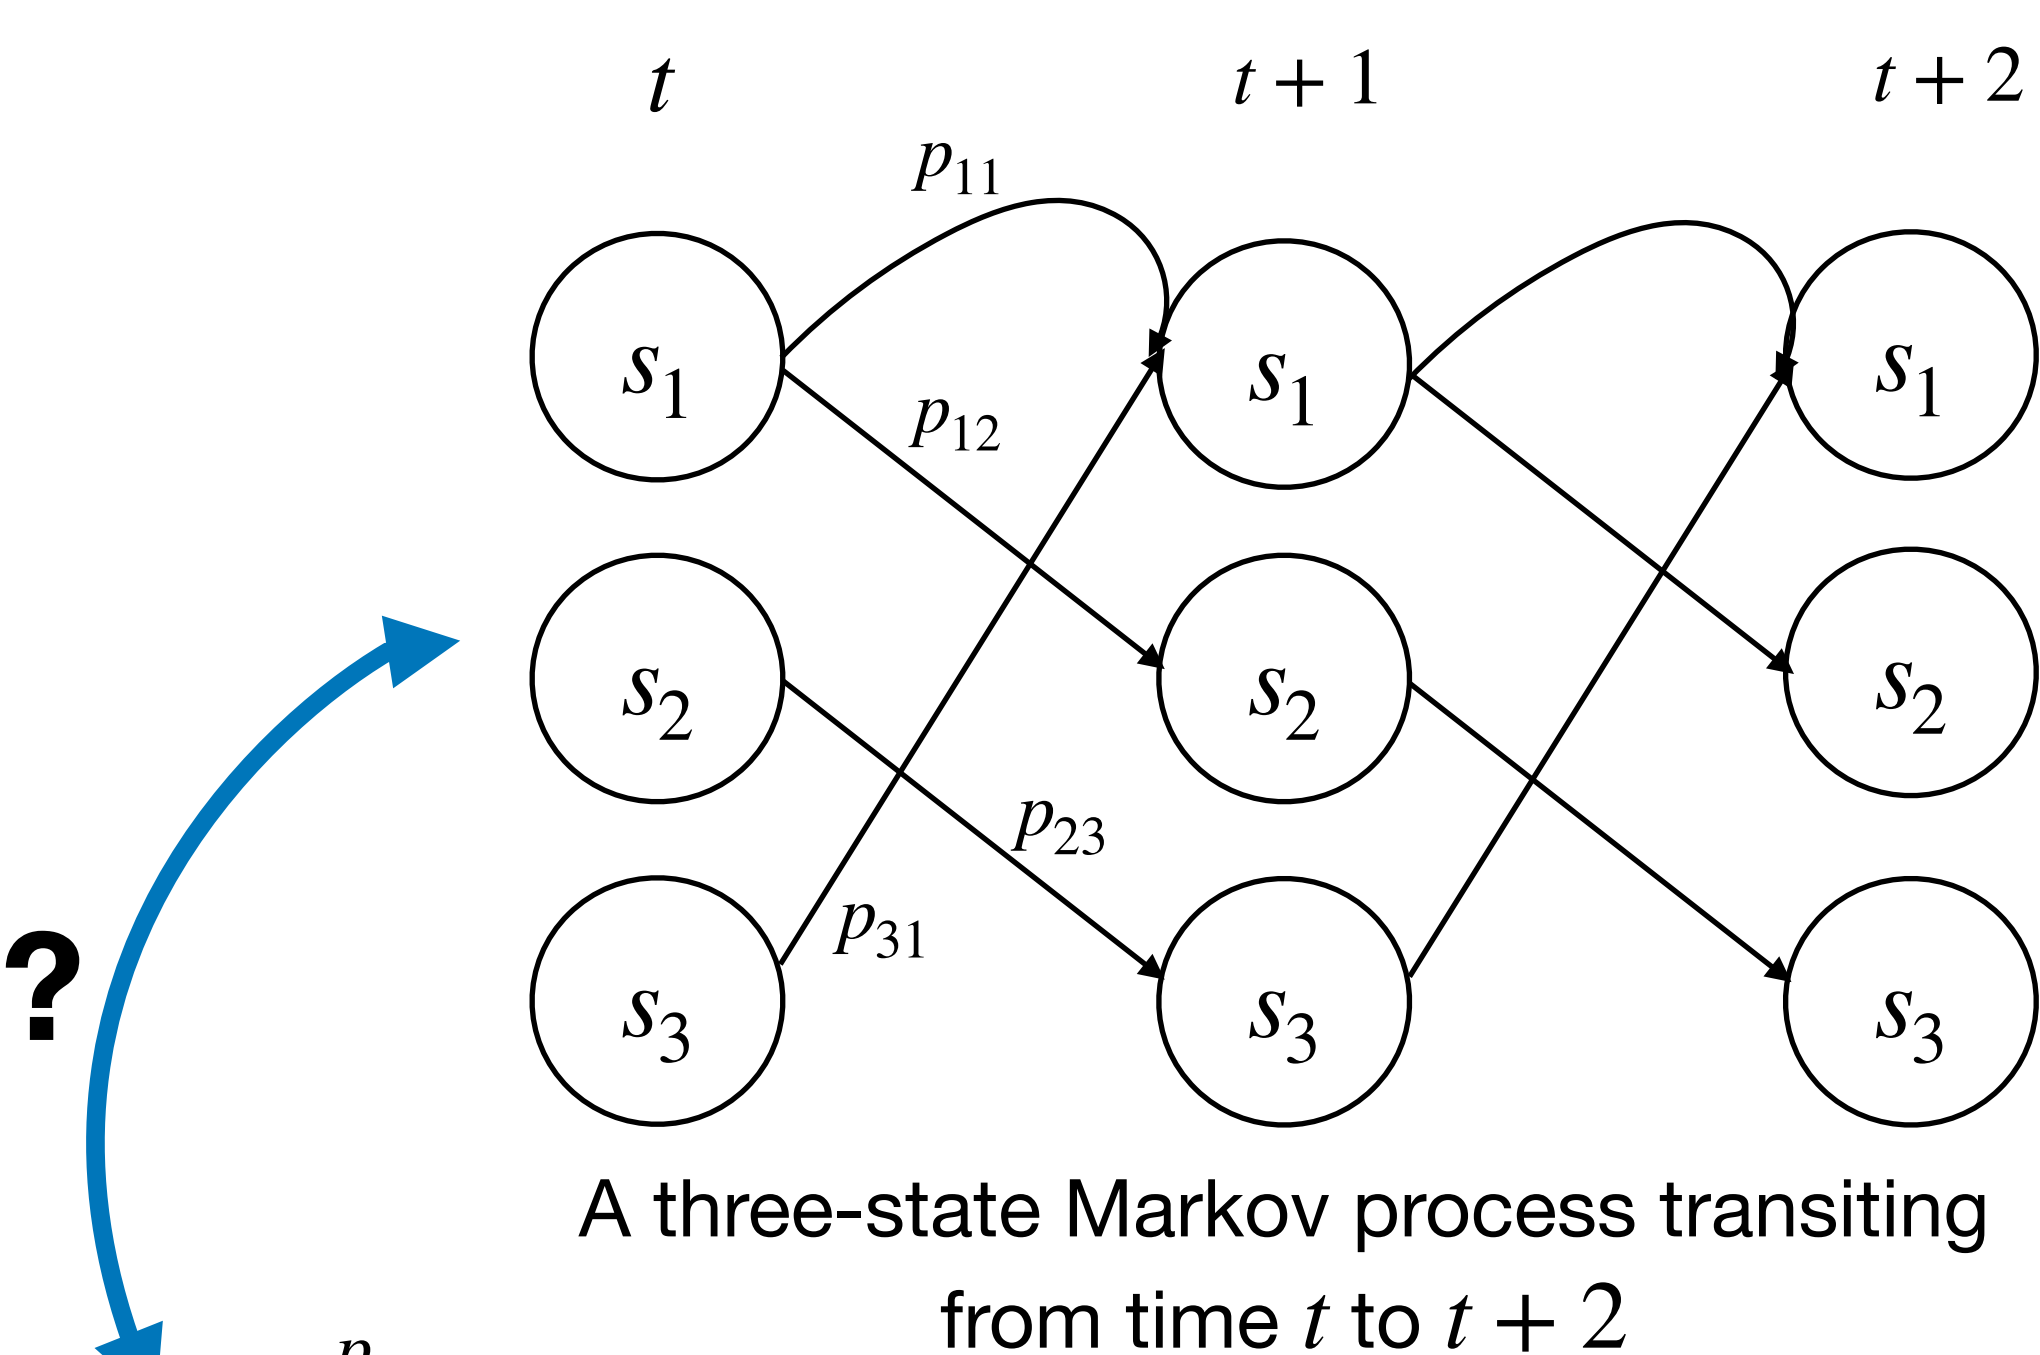 t t + 1 t + 2
p11
s1 s1 s1
p12
s2 s2 s2
p23
p31
?
s3 s3 s3
A three-state Markov process transiting
from time t to t + 2